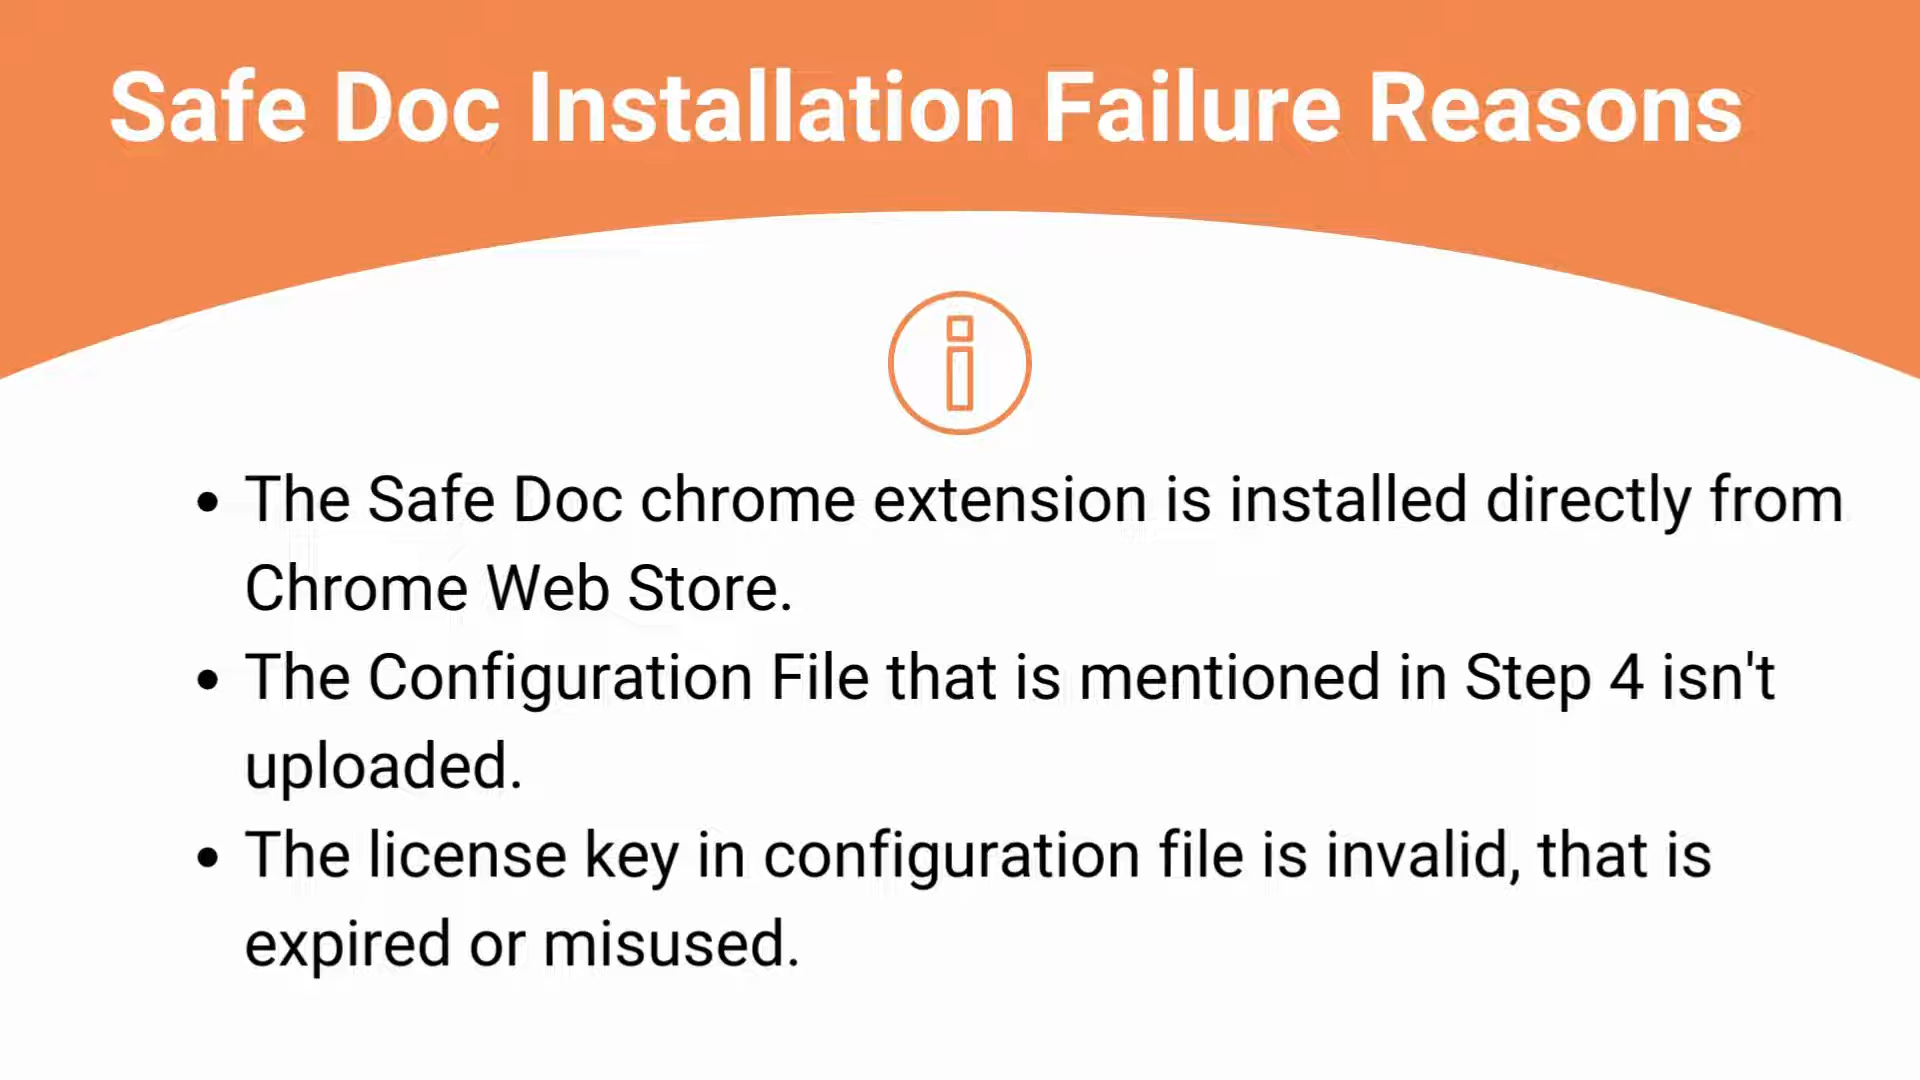 Safe Doc Installation Failure Reasons
• The Safe Doc chrome extension is installed directly from
Chrome Web Store.
• The Configuration File that is mentioned in Step 4 isn't
uploaded.
• The license key in configuration file is invalid, that is
expired or misused.